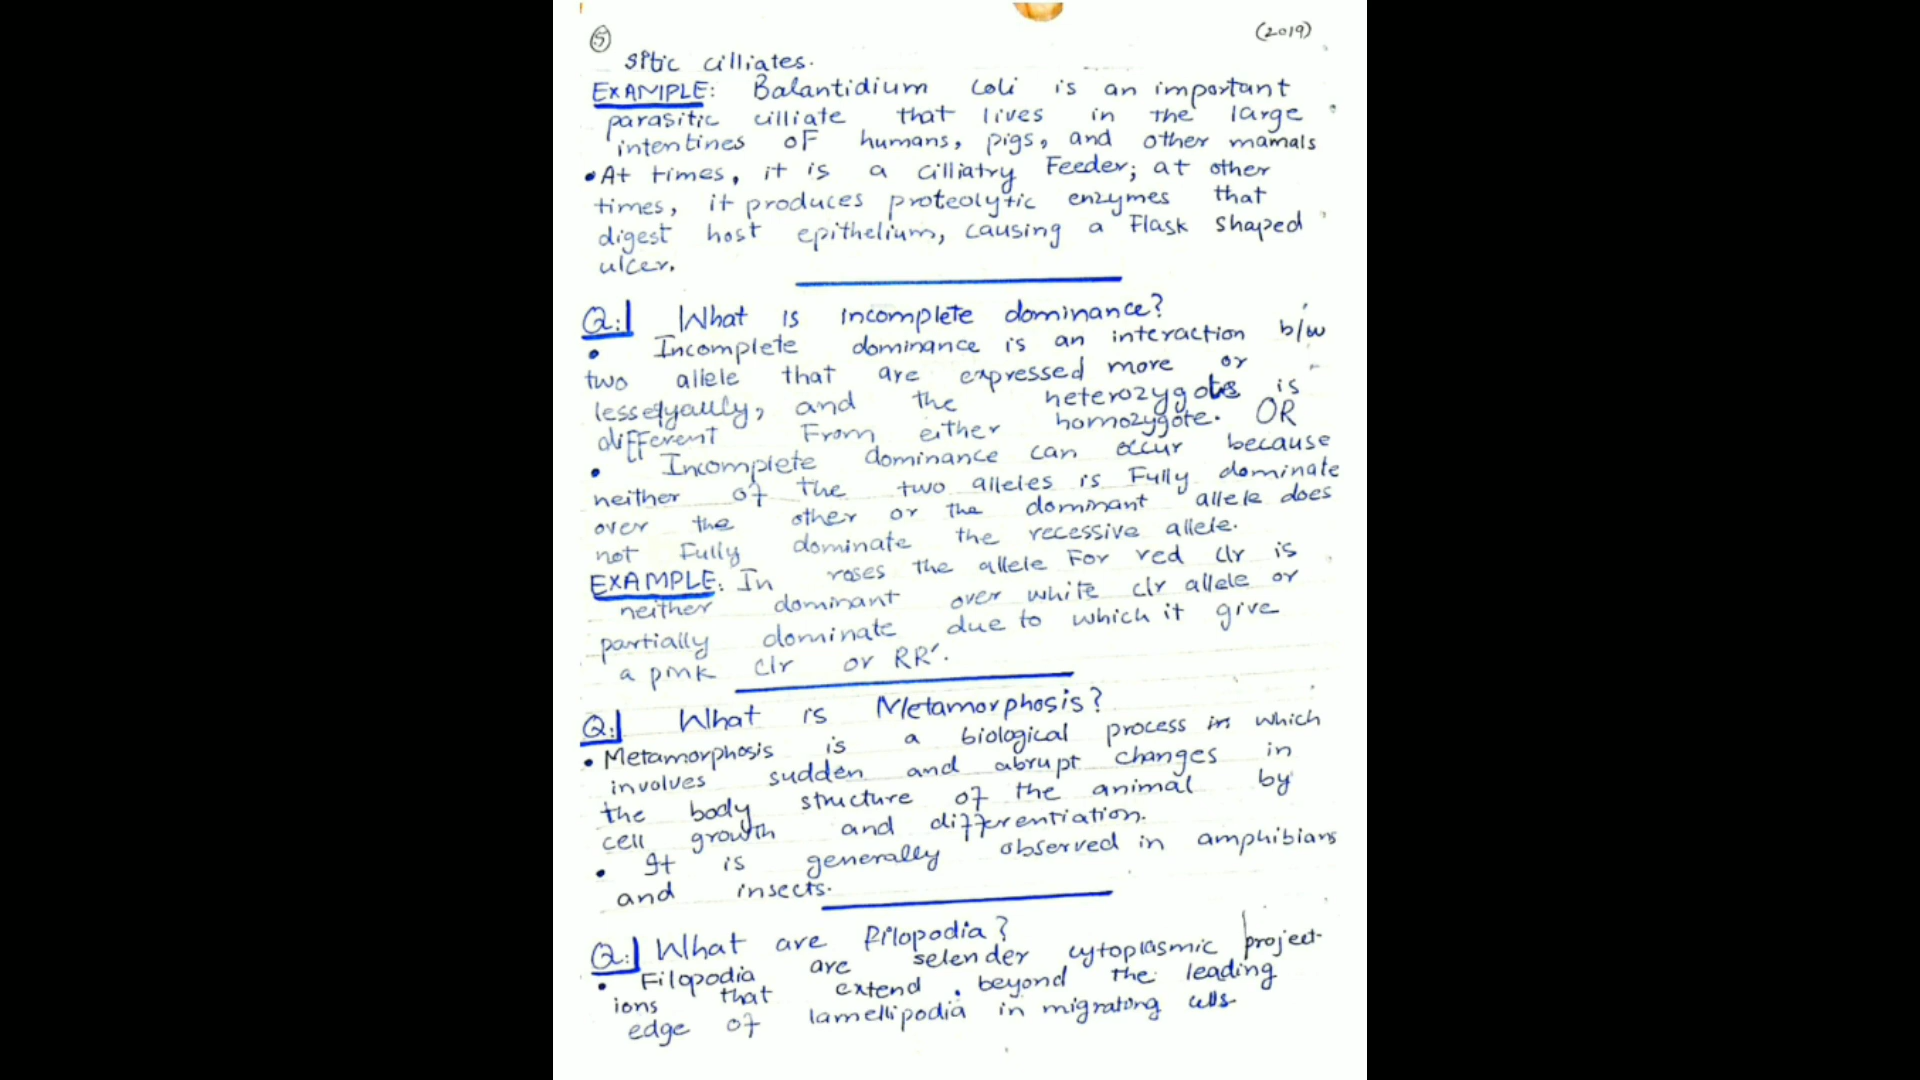 5
(2019)
sitic cilliates.
EXAMPLE: Balantidium coli is an important
parasitic cilliate that lives in the large
intentines of humans, pigs, and other mamals
• At times, it is a cilliatry Feeder; at other
times, it produces proteolytic enzymes that
digest host epithelium, causing a Flask shaped
ulcer.
Q:| What is incomplete dominance?
• Incomplete dominance is an interaction b/w
two allele that are expressed more or
less eqyaully, and the heterozygote is
different From either homozygote. OR
• Incomplete dominance can occur because
neither of the two alleles is Fully dominate
over the other or the dominant allele does
not Fully dominate the recessive allele.
EXAMPLE: In roses the allele For red clr is
neither dominant over white clr allele or
partially dominate due to which it give
a pink clr or RR'.
Q:| What is Metamorphosis?
• Metamorphosis is a biological process in which
involves sudden and abrupt changes in
the body structure of the animal by
cell growth and differentiation.
• It is generally observed in amphibians
and insects.
Q:| What are Filopodia?
• Filopodia are selender cytoplasmic project-
ions that extend beyond the leading
edge of lamellipodia in migrating cells